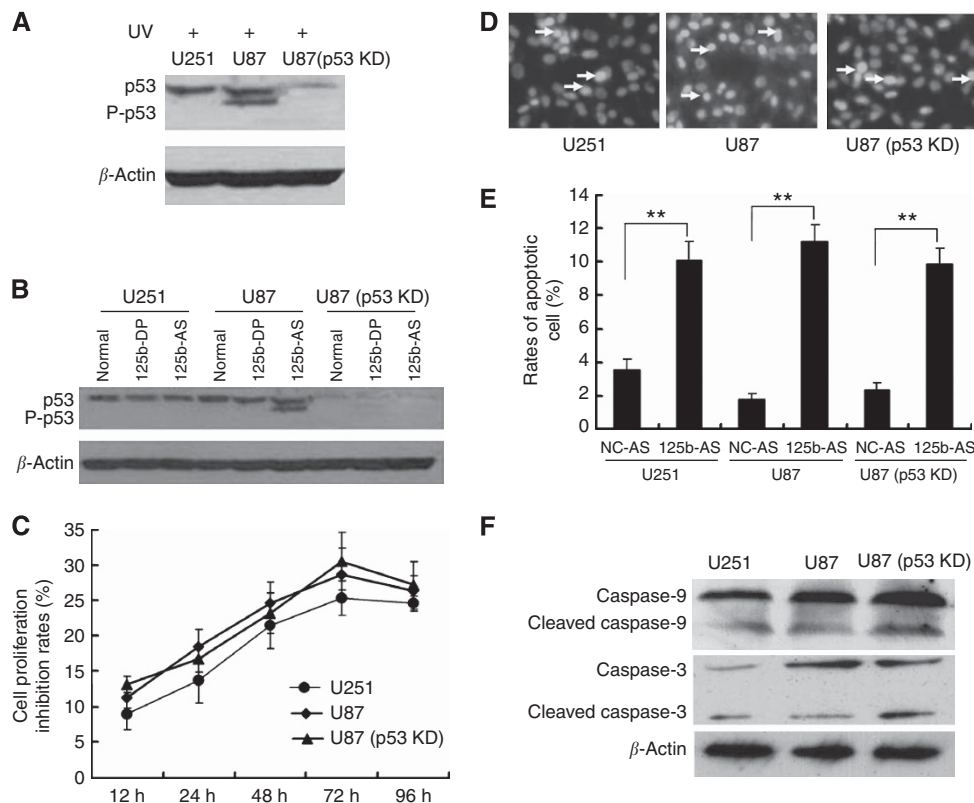 A
UV + + +
U251 U87 U87(p53 KD)
p53
P-p53
β-Actin
B
U251 U87 U87 (p53 KD)
Normal 125b-DP 125b-AS Normal 125b-DP 125b-AS Normal 125b-DP 125b-AS
p53
P-p53
β-Actin
C
Cell proliferation
inhibition rates (%)
35
30
25
20
15
10
5
0
U251
U87
U87 (p53 KD)
12 h 24 h 48 h 72 h 96 h
D
U251 U87 U87 (p53 KD)
E
Rates of apoptotic
cell (%)
14
12
10
8
6
4
2
0
** ** **
NC-AS 125b-AS NC-AS 125b-AS NC-AS 125b-AS
U251 U87 U87 (p53 KD)
F
U251 U87 U87 (p53 KD)
Caspase-9
Cleaved caspase-9
Caspase-3
Cleaved caspase-3
β-Actin